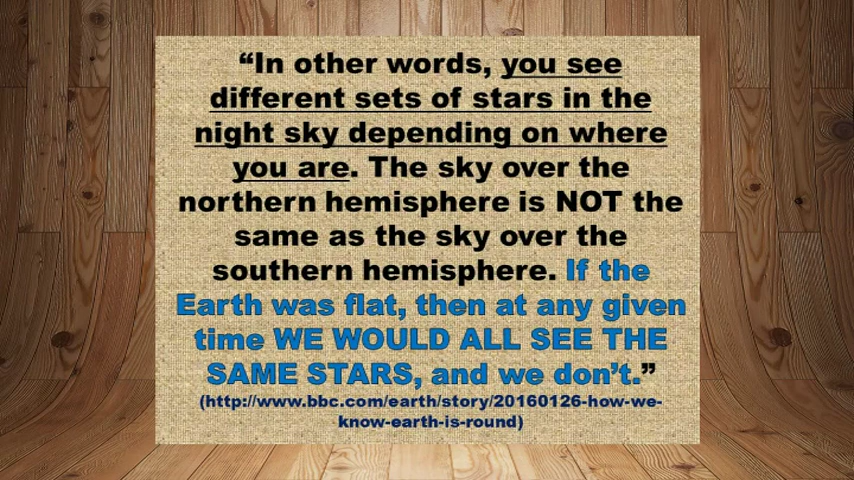 “In other words, you see
different sets of stars in the
night sky depending on where
you are. The sky over the
northern hemisphere is NOT the
same as the sky over the
southern hemisphere. If the
Earth was flat, then at any given
time WE WOULD ALL SEE THE
SAME STARS, and we don’t.”
(http://www.bbc.com/earth/story/20160126-how-we-
know-earth-is-round)